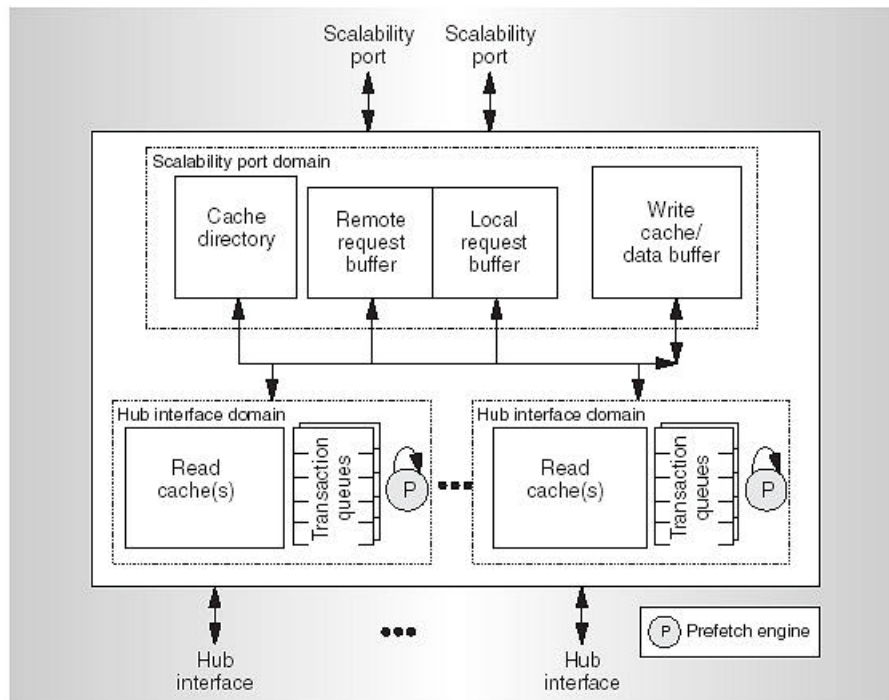 Scalability
port
Scalability
port
Scalability port domain
Cache
directory
Remote
request
buffer
Local
request
buffer
Write
cache/
data buffer
Hub interface domain
Read
cache(s)
Transaction
queues
P
Hub interface domain
Read
cache(s)
Transaction
queues
P
Hub
interface
Hub
interface
P Prefetch engine